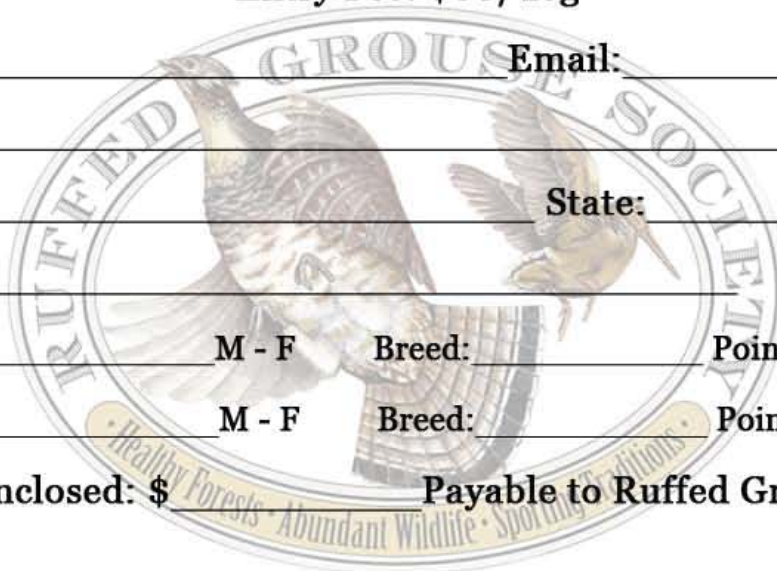 RUFFED GROUSE SOCIETY
Email:
State:
M - F Breed: Poin
M - F Breed: Poin
nclosed: $ Payable to Ruffed Gr
Healthy Forests · Abundant Wildlife · Sporting Traditions